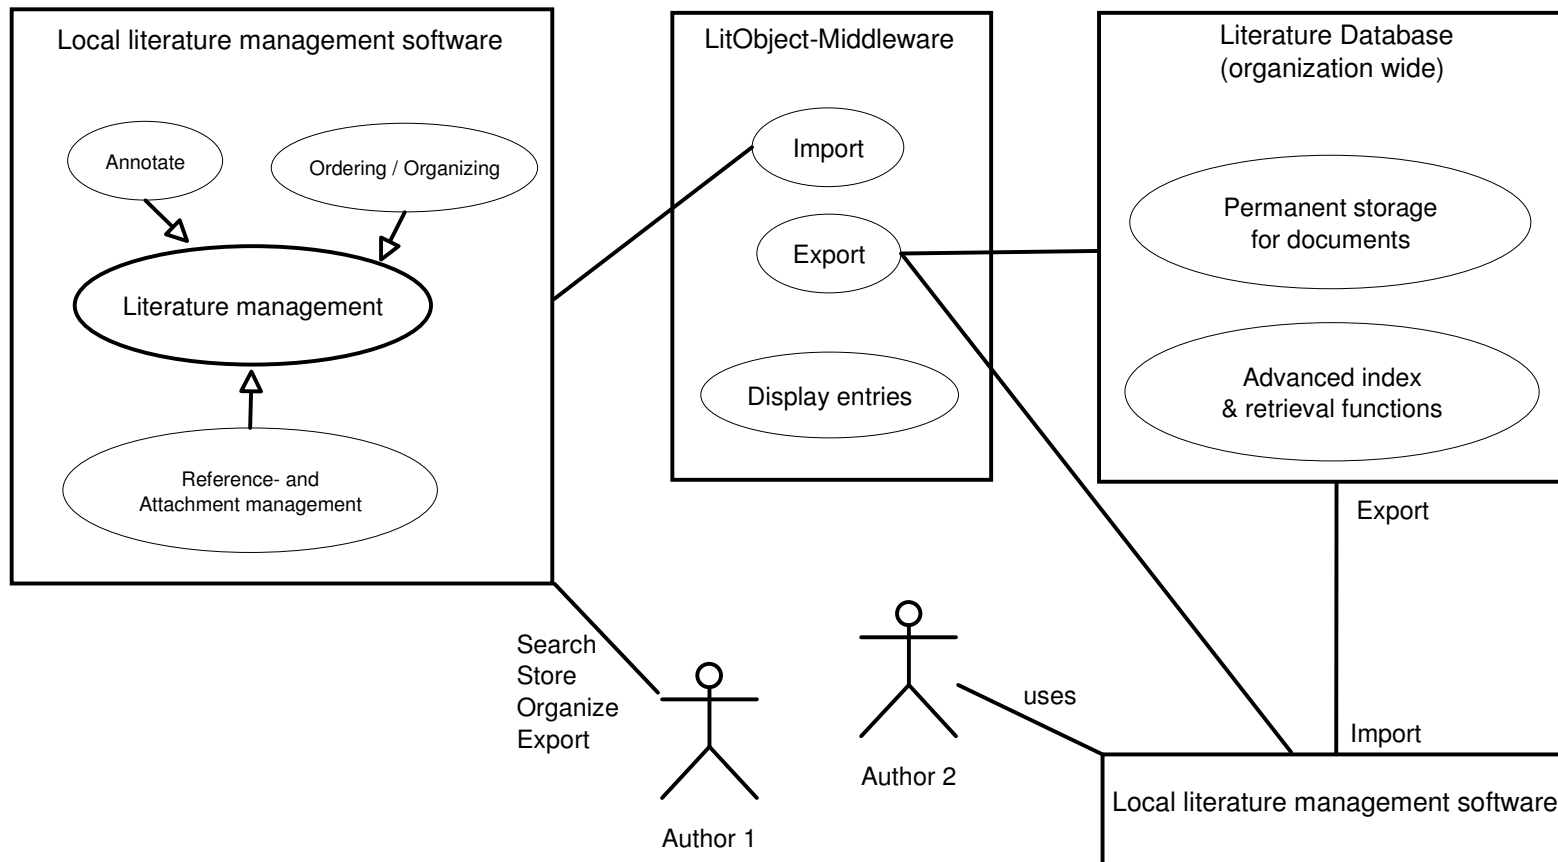 Local literature management software
Annotate
Ordering / Organizing
Literature management
Reference- and
Attachment management
LitObject-Middleware
Import
Export
Display entries
Literature Database
(organization wide)
Permanent storage
for documents
Advanced index
& retrieval functions
Export
Import
Search
Store
Organize
Export
Author 1
Author 2
uses
Local literature management software